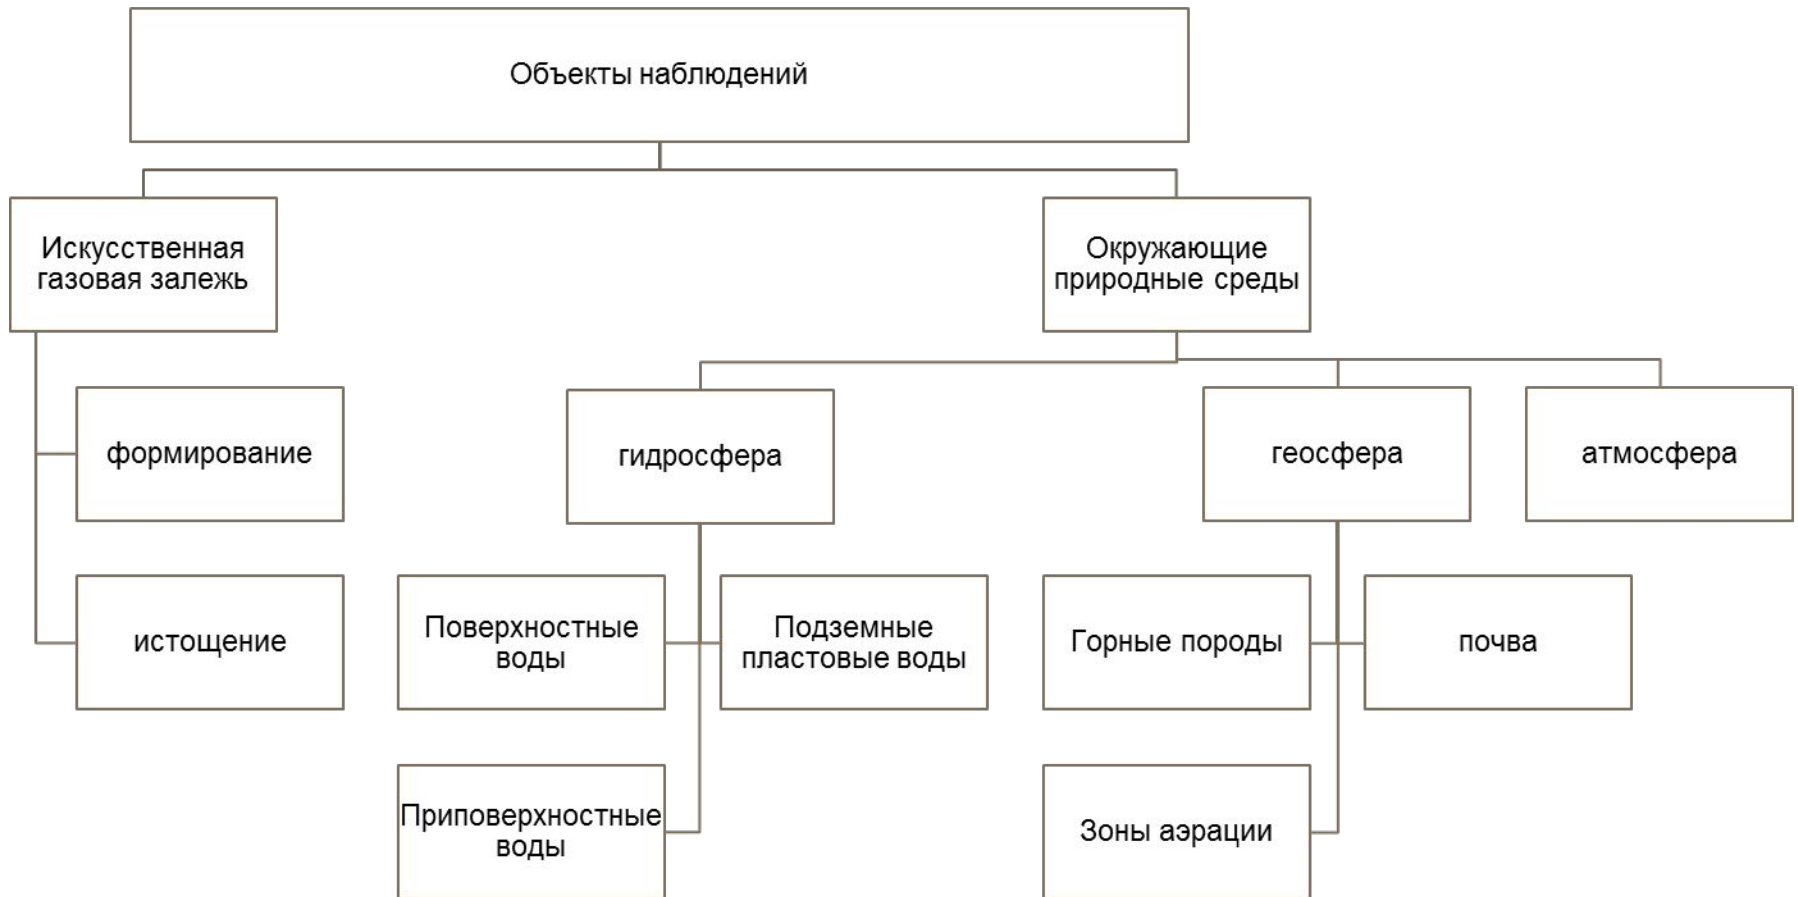 Объекты наблюдений
Искусственная
газовая залежь
Окружающие
природные среды
формирование
гидросфера
геосфера
атмосфера
истощение
Поверхностные
воды
Подземные
пластовые воды
Горные породы
почва
Приповерхностные
воды
Зоны аэрации